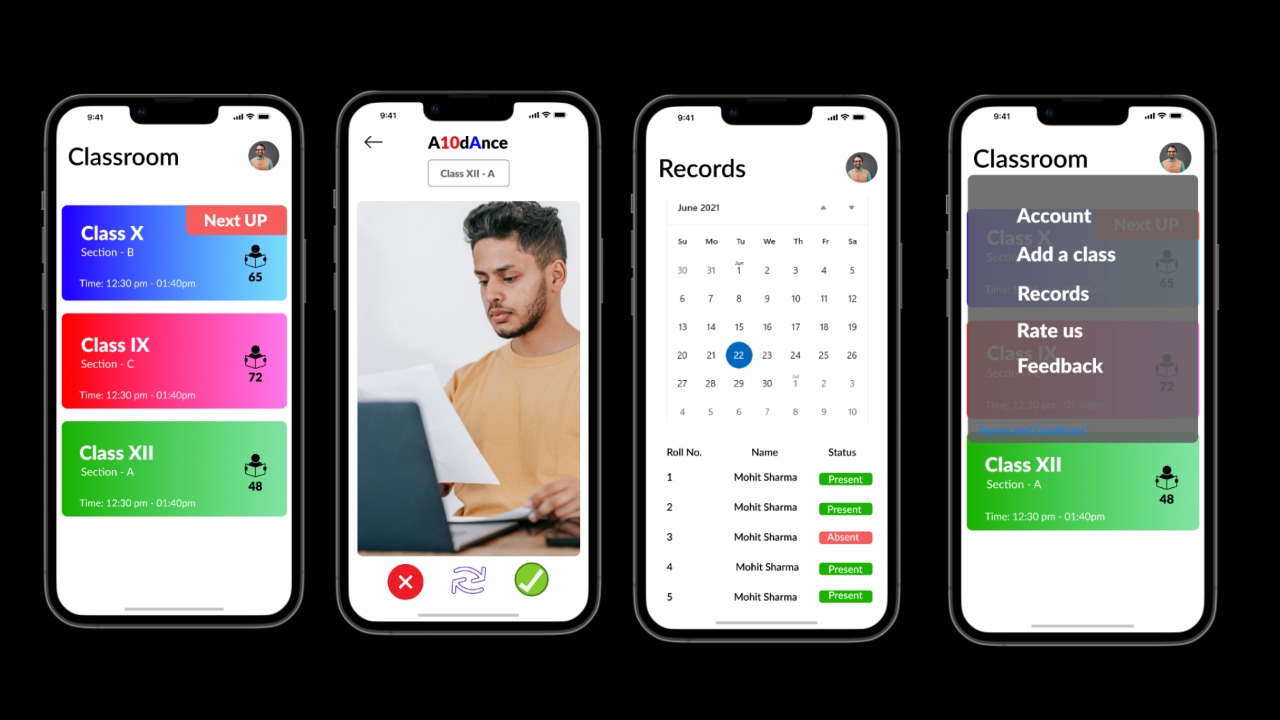 9:41
Classroom
Next UP
Class X
Section - B
65
Time: 12:30 pm - 01:40pm
Class IX
Section - C
72
Time: 12:30 pm - 01:40pm
Class XII
Section - A
48
Time: 12:30 pm - 01:40pm
9:41
A10dAnce
Class XII - A
9:41
Records
June 2021
Su Mo Tu We Th Fr Sa
Jun
30 31 1 2 3 4 5
6 7 8 9 10 11 12
13 14 15 16 17 18 19
20 21 22 23 24 25 26
Jul
27 28 29 30 1 2 3
4 5 6 7 8 9 10
Roll No. Name Status
1 Mohit Sharma Present
2 Mohit Sharma Present
3 Mohit Sharma Absent
4 Mohit Sharma Present
5 Mohit Sharma Present
9:41
Classroom
Next UP
Account
Class X
Add a class
65
Records
Time: 12:30 pm - 01:40pm
Rate us
Class IX
Feedback
Section
72
Time: 12:30 pm - 01:40pm
Terms and Conditions*
Class XII
Section - A
48
Time: 12:30 pm - 01:40pm